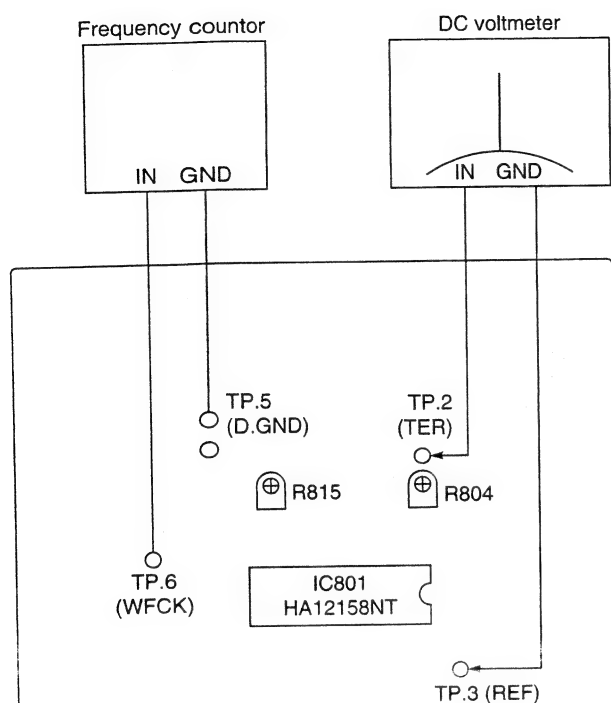 Frequency countor
DC voltmeter
IN GND
IN GND
TP.5
(D.GND)
TP.2
(TER)
R815
R804
TP.6
(WFCK)
IC801
HA12158NT
TP.3 (REF)